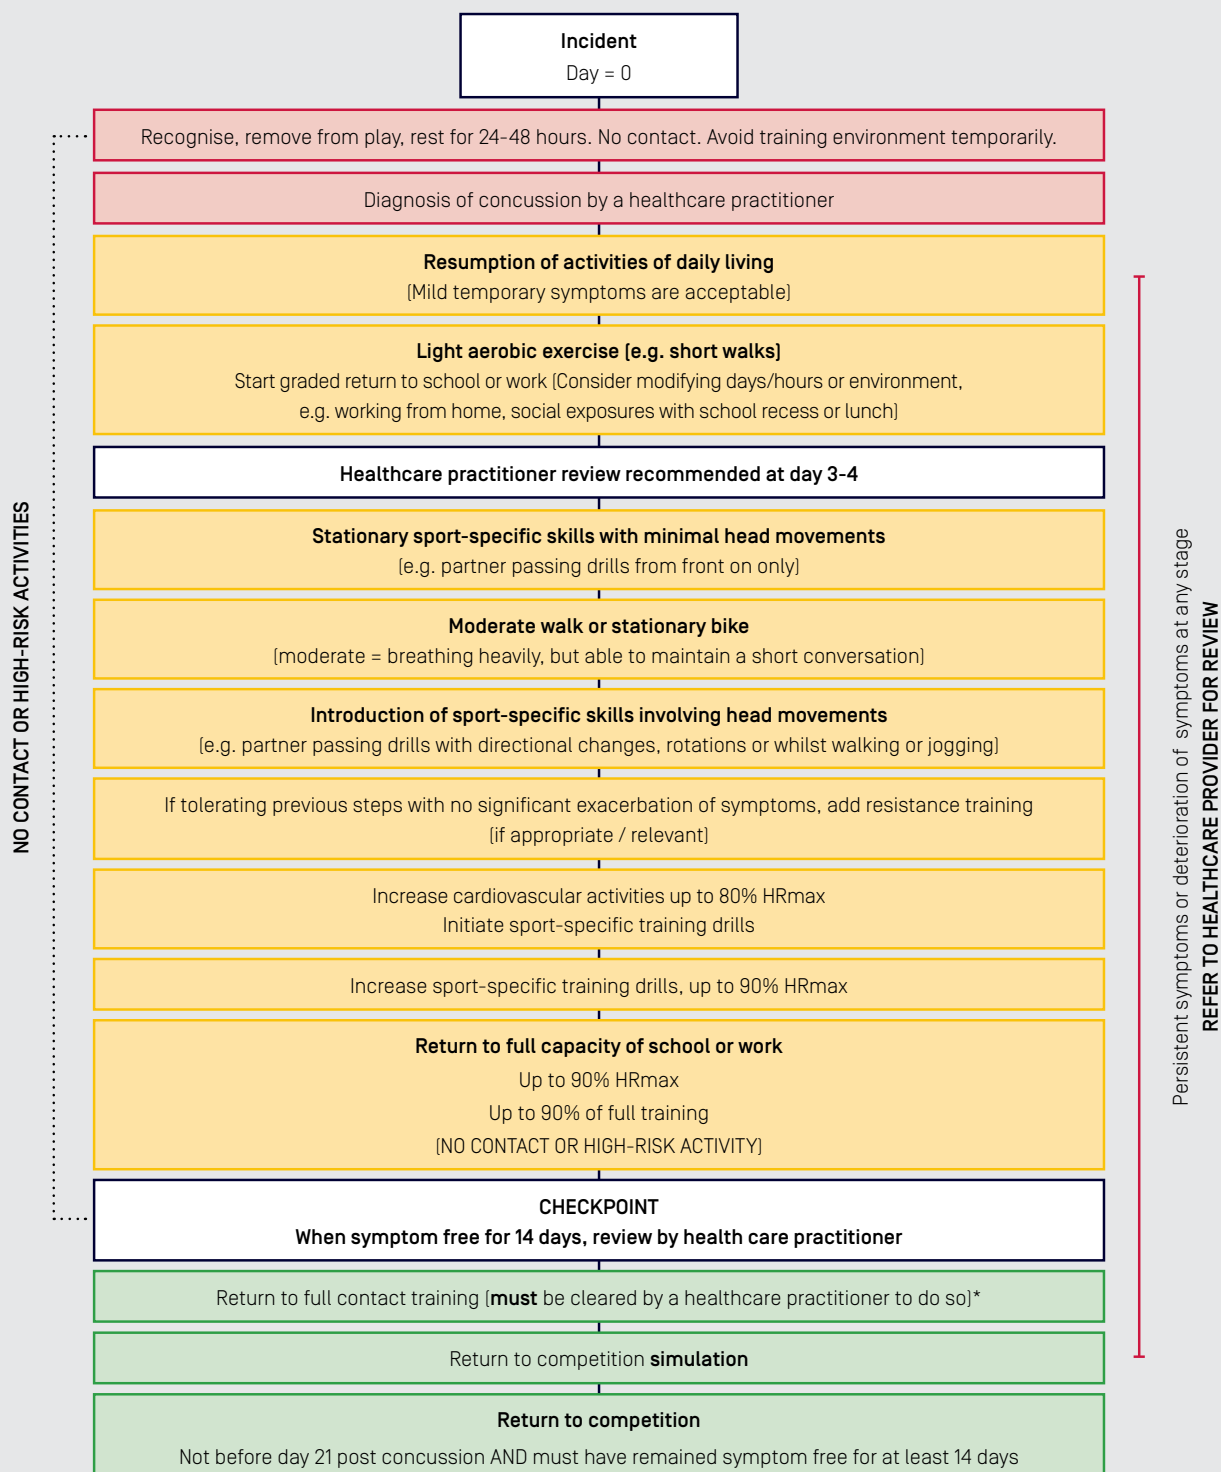 Incident
Day = 0
Recognise, remove from play, rest for 24-48 hours. No contact. Avoid training environment temporarily.
Diagnosis of concussion by a healthcare practitioner
Resumption of activities of daily living
(Mild temporary symptoms are acceptable)
Light aerobic exercise (e.g. short walks)
Start graded return to school or work (Consider modifying days/hours or environment,
e.g. working from home, social exposures with school recess or lunch)
Healthcare practitioner review recommended at day 3-4
Stationary sport-specific skills with minimal head movements
(e.g. partner passing drills from front on only)
Moderate walk or stationary bike
(moderate = breathing heavily, but able to maintain a short conversation)
Introduction of sport-specific skills involving head movements
(e.g. partner passing drills with directional changes, rotations or whilst walking or jogging)
If tolerating previous steps with no significant exacerbation of symptoms, add resistance training
(if appropriate / relevant)
Increase cardiovascular activities up to 80% HRmax
Initiate sport-specific training drills
Increase sport-specific training drills, up to 90% HRmax
Return to full capacity of school or work
Up to 90% HRmax
Up to 90% of full training
(NO CONTACT OR HIGH-RISK ACTIVITY)
CHECKPOINT
When symptom free for 14 days, review by health care practitioner
Return to full contact training (must be cleared by a healthcare practitioner to do so)*
Return to competition simulation
Return to competition
Not before day 21 post concussion AND must have remained symptom free for at least 14 days
NO CONTACT OR HIGH-RISK ACTIVITIES
Persistent symptoms or deterioration of symptoms at any stage
REFER TO HEALTHCARE PROVIDER FOR REVIEW